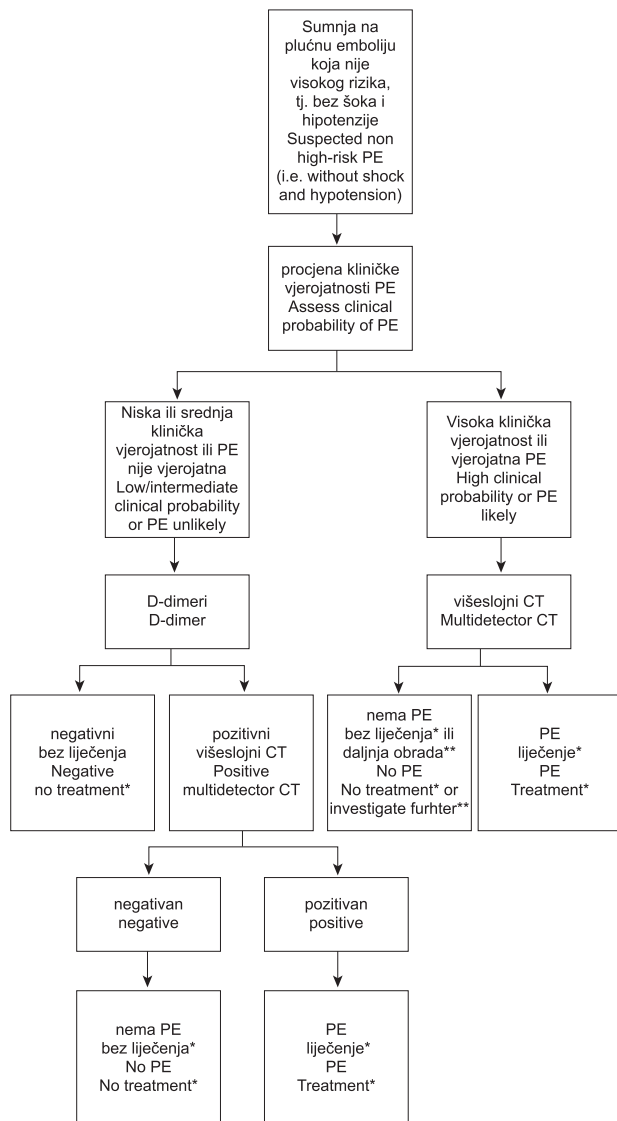 Sumnja na
plućnu emboliju
koja nije
visokog rizika,
tj. bez šoka i
hipotenzije
Suspected non
high-risk PE
(i.e. without shock
and hypotension)
procjena kliničke
vjerojatnosti PE
Assess clinical
probability of PE
Niska ili srednja
klinička
vjerojatnost ili PE
nije vjerojatna
Low/intermediate
clinical probability
or PE unlikely
Visoka klinička
vjerojatnost ili
vjerojatna PE
High clinical
probability or PE
likely
D-dimeri
D-dimer
višeslojni CT
Multidetector CT
negativni
bez liječenja
Negative
no treatment*
pozitivni
višeslojni CT
Positive
multidetector CT
nema PE
bez liječenja* ili
daljnja obrada**
No PE
No treatment* or
investigate furhter**
PE
liječenje*
PE
Treatment*
negativan
negative
pozitivan
positive
nema PE
bez liječenja*
No PE
No treatment*
PE
liječenje*
PE
Treatment*